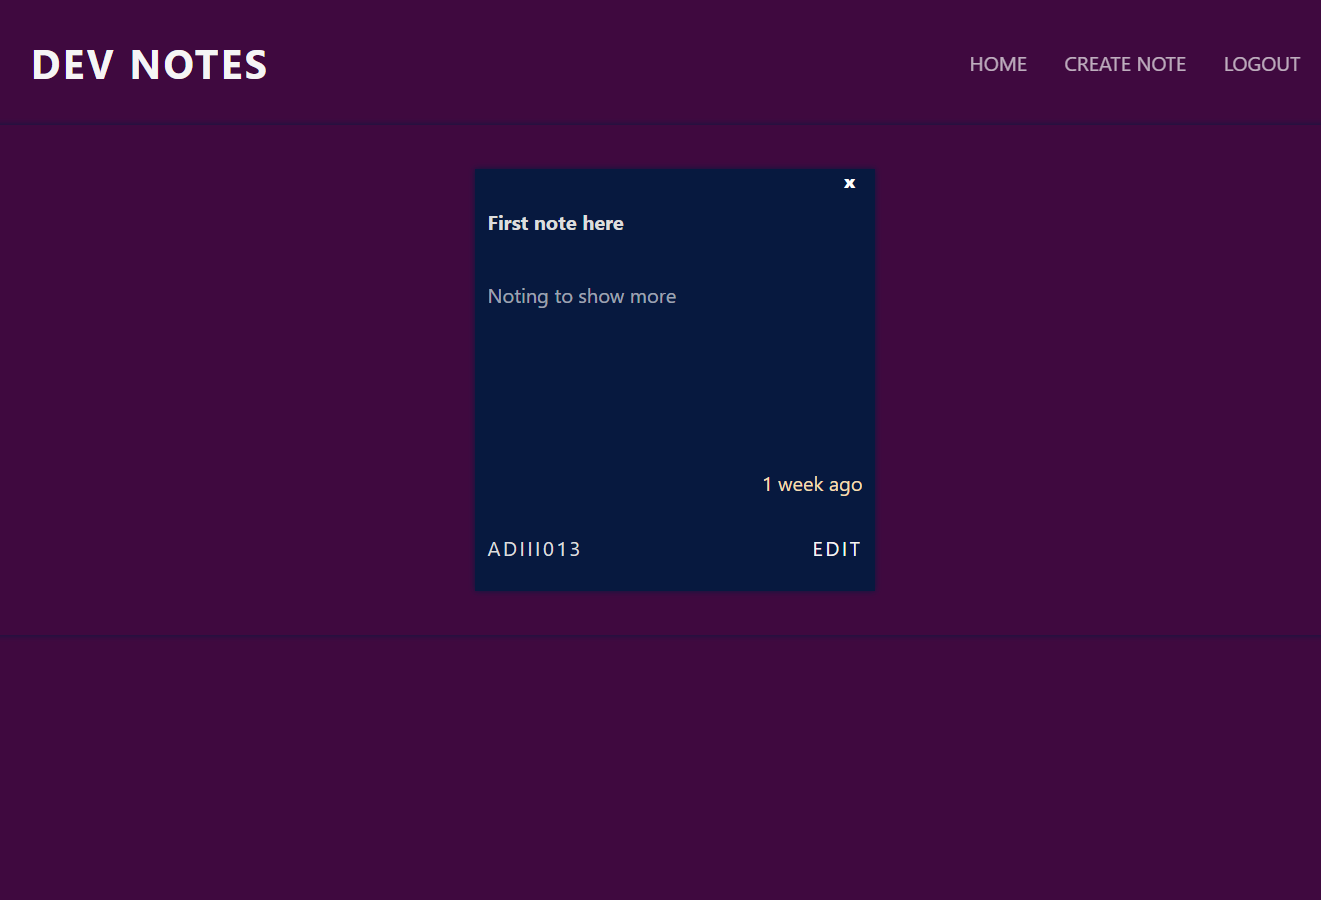 DEV NOTES
HOME CREATE NOTE LOGOUT
x
First note here
Noting to show more
1 week ago
ADIII013 EDIT